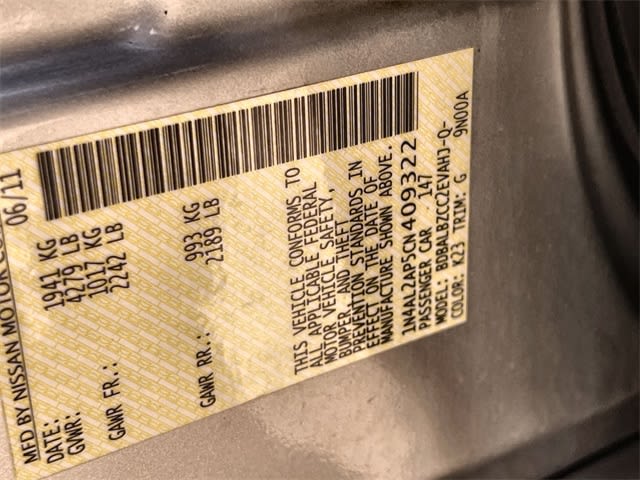 MFD BY NISSAN MOTOR
DATE: 06/11
GVWR: 1941 KG
4279 LB
GAWR FR.: 1017 KG
2242 LB
GAWR RR.: 993 KG
2189 LB
THIS VEHICLE CONFORMS TO
ALL APPLICABLE FEDERAL
MOTOR VEHICLE SAFETY,
BUMPER, AND THEFT
PREVENTION STANDARDS IN
EFFECT ON THE DATE OF
MANUFACTURE SHOWN ABOVE.
1N4AL2AP5CN409322
PASSENGER CAR 147
MODEL: BDBALBZCZEVAHJ-Q-
COLOR: K23 TRIM: G 9N00A